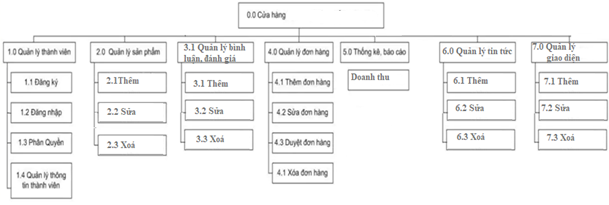 0.0 Cửa hàng
1.0 Quản lý thành viên
1.1 Đăng ký
1.2 Đăng nhập
1.3 Phân Quyền
1.4 Quản lý thông
tin thành viên
2.0 Quản lý sản phẩm
2.1Thêm
2.2 Sửa
2.3 Xoá
3.1 Quản lý bình
luận, đánh giá
3.1 Thêm
3.2 Sửa
3.3 Xoá
4.0 Quản lý đơn hàng
4.1 Thêm đơn hàng
4.2 Sửa đơn hàng
4.3 Duyệt đơn hàng
4.1 Xóa đơn hàng
5.0 Thống kê, báo cáo
Doanh thu
6.0 Quản lý tin tức
6.1 Thêm
6.2 Sửa
6.3 Xoá
7.0 Quản lý
giao diện
7.1 Thêm
7.2 Sửa
7.3 Xoá